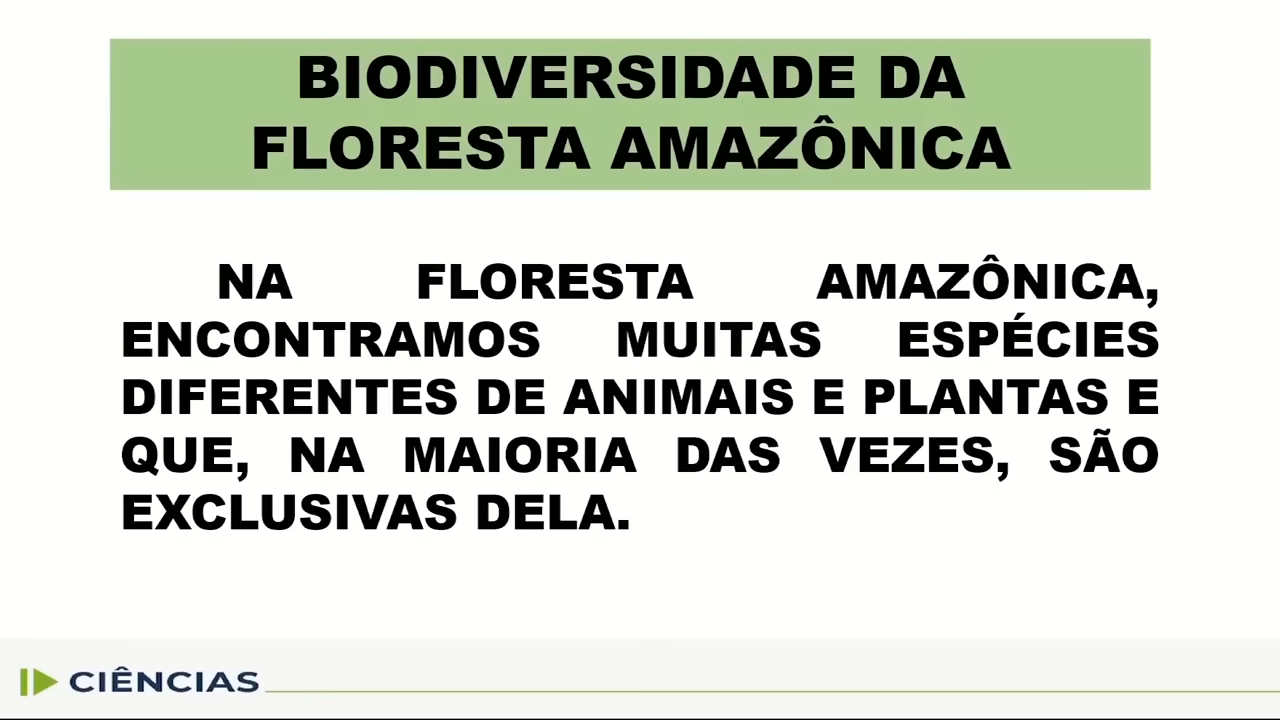 BIODIVERSIDADE DA
FLORESTA AMAZÔNICA
NA FLORESTA AMAZÔNICA,
ENCONTRAMOS MUITAS ESPÉCIES
DIFERENTES DE ANIMAIS E PLANTAS E
QUE, NA MAIORIA DAS VEZES, SÃO
EXCLUSIVAS DELA.
CIÊNCIAS